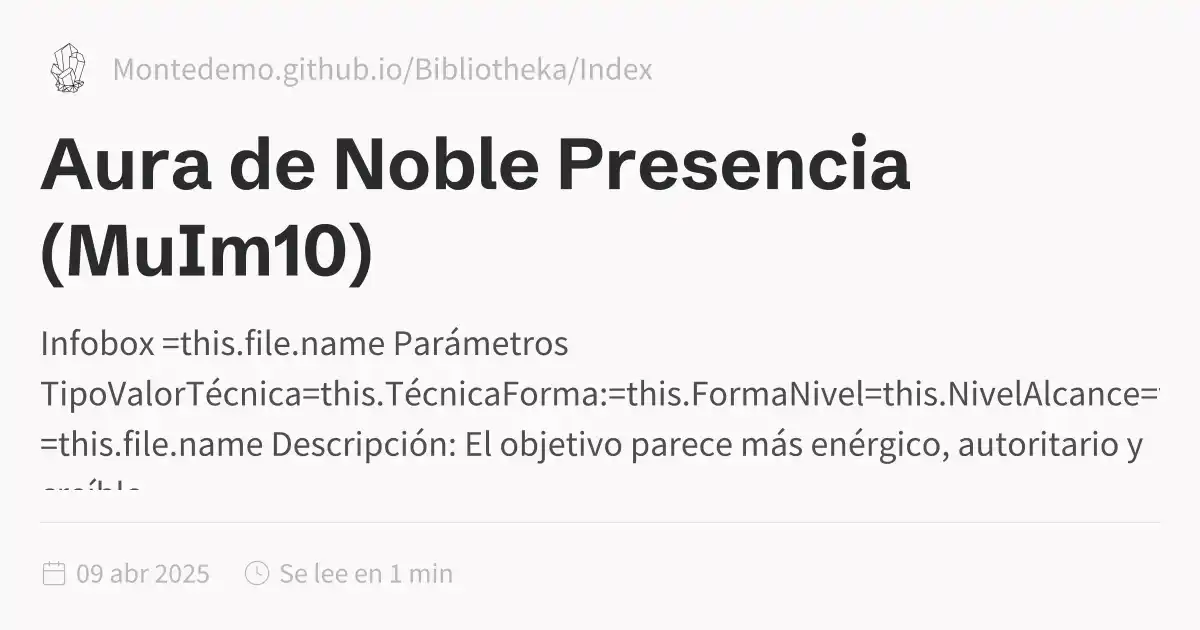 Montedemo.github.io/Bibliotheka/Index
Aura de Noble Presencia
(MuIm10)
Infobox =this.file.name Parámetros
TipoValorTécnica=this.TécnicaForma:=this.FormaNivel=this.NivelAlcance=
=this.file.name Descripción: El objetivo parece más enérgico, autoritario y
09 abr 2025
Se lee en 1 min